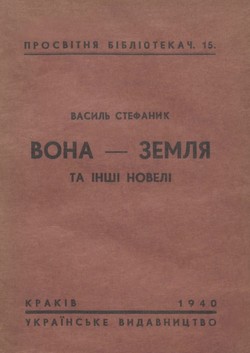 ПРОСВІТНЯ БІБЛІОТЕКА Ч. 15.
ВАСИЛЬ СТЕФАНИК
ВОНА — ЗЕМЛЯ
ТА ІНШІ НОВЕЛІ
КРАКІВ 1940
УКРАЇНСЬКЕ ВИДАВНИЦТВО